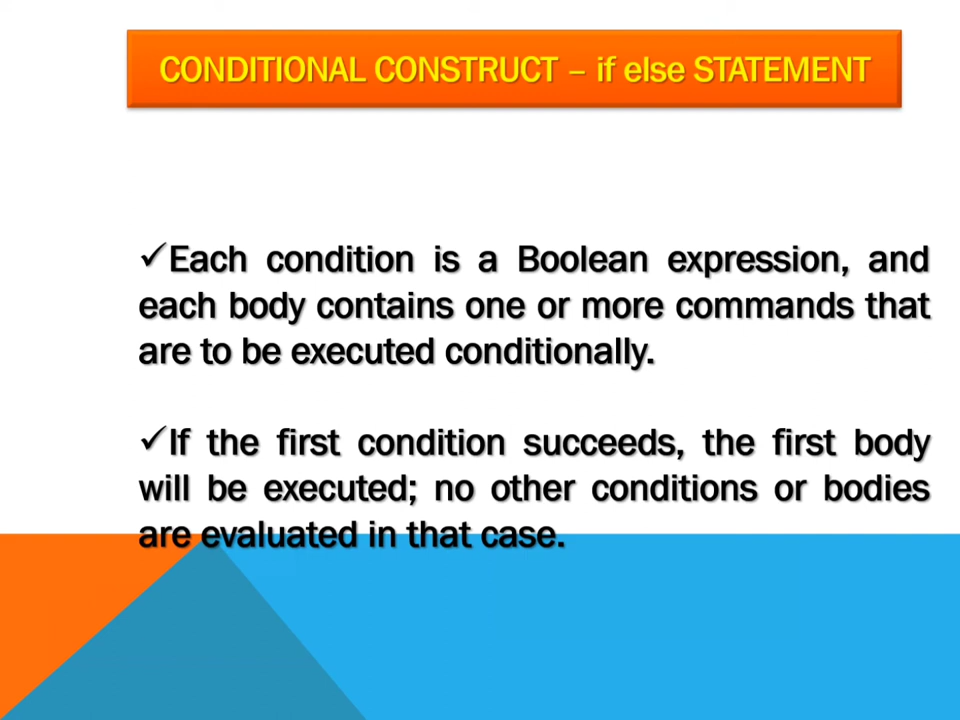 CONDITIONAL CONSTRUCT – if else STATEMENT
✓Each condition is a Boolean expression, and
each body contains one or more commands that
are to be executed conditionally.
✓If the first condition succeeds, the first body
will be executed; no other conditions or bodies
are evaluated in that case.